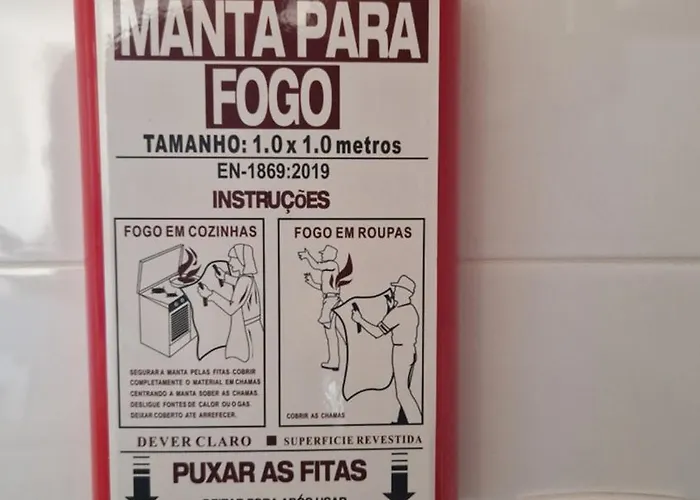 MANTA PARA
FOGO
TAMANHO: 1.0 x 1.0 metros
EN-1869:2019
INSTRUÇõES
FOGO EM COZINHAS
SEGURAR A MANTA PELAS FITAS COBRIR
COMPLETAMENTE O MATERIAL EM CHAMAS
CENTRANDO A MANTA SOBER AS CHAMAS.
DESLIGUE FONTES DE CALOR OU O GAS.
DEIXAR COBERTO ATE ARREFECER.
FOGO EM ROUPAS
COBRIR AS CHAMAS
DEVER CLARO ■ SUPERFICIE REVESTIDA
PUXAR AS FITAS